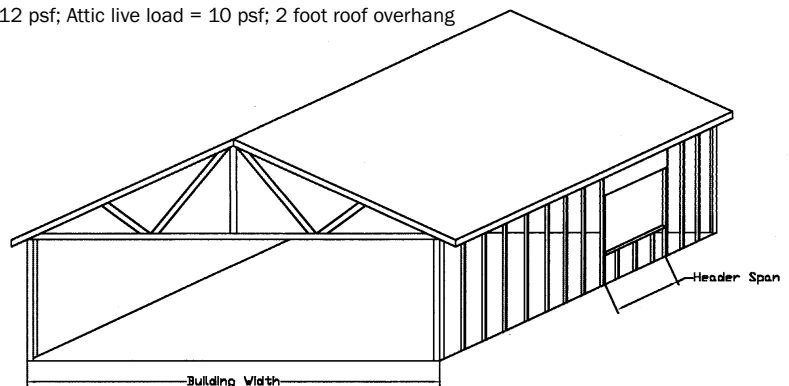 12 psf; Attic live load = 10 psf; 2 foot roof overhang
Header Span
Building Width